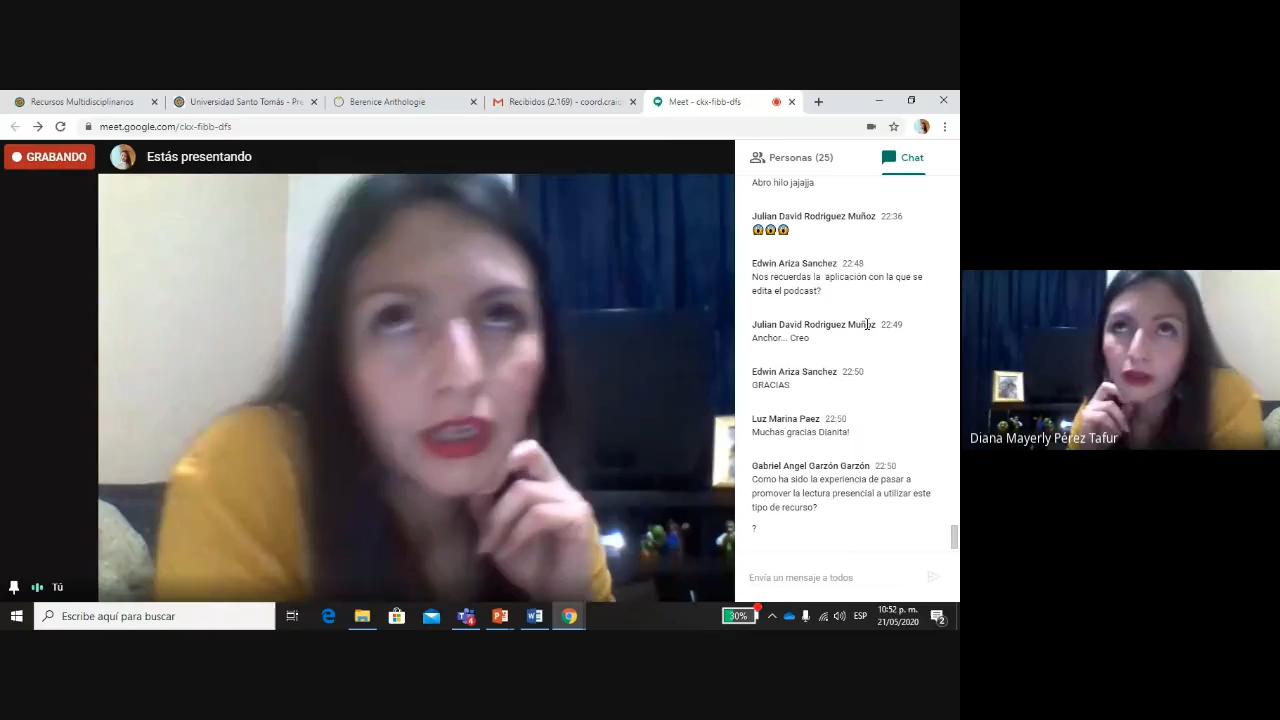 Recursos Multidisciplinarios
Universidad Santo Tomás - Pre
Berenice Anthologie
Recibidos (2.169) - coord.craic
Meet - ckx-fibb-dfs
meet.google.com/ckx-fibb-dfs
GRABANDO
Estás presentando
Personas (25)
Chat
Abro hilo jajajja
Julian David Rodriguez Muñoz 22:36
Edwin Ariza Sanchez 22:48
Nos recuerdas la aplicación con la que se
edita el podcast?
Julian David Rodriguez Muñoz 22:49
Anchor... Creo
Edwin Ariza Sanchez 22:50
GRACIAS
Luz Marina Paez 22:50
Muchas gracias Dianita!
Gabriel Angel Garzón Garzón 22:50
Como ha sido la experiencia de pasar a
promover la lectura presencial a utilizar este
tipo de recurso?
?
Envía un mensaje a todos
Tú
Diana Mayerly Pérez Tafur
Escribe aquí para buscar
4
30%
ESP
10:52 p. m.
21/05/2020
2